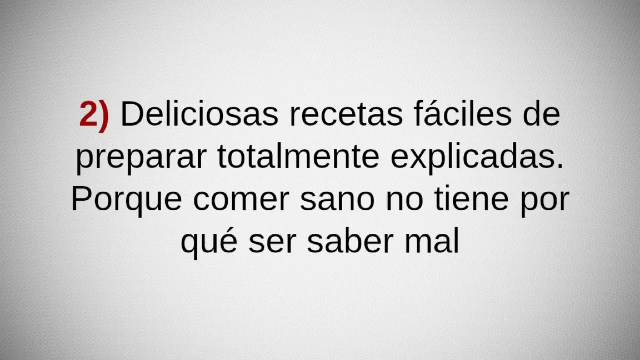 2) Deliciosas recetas fáciles de
preparar totalmente explicadas.
Porque comer sano no tiene por
qué ser saber mal